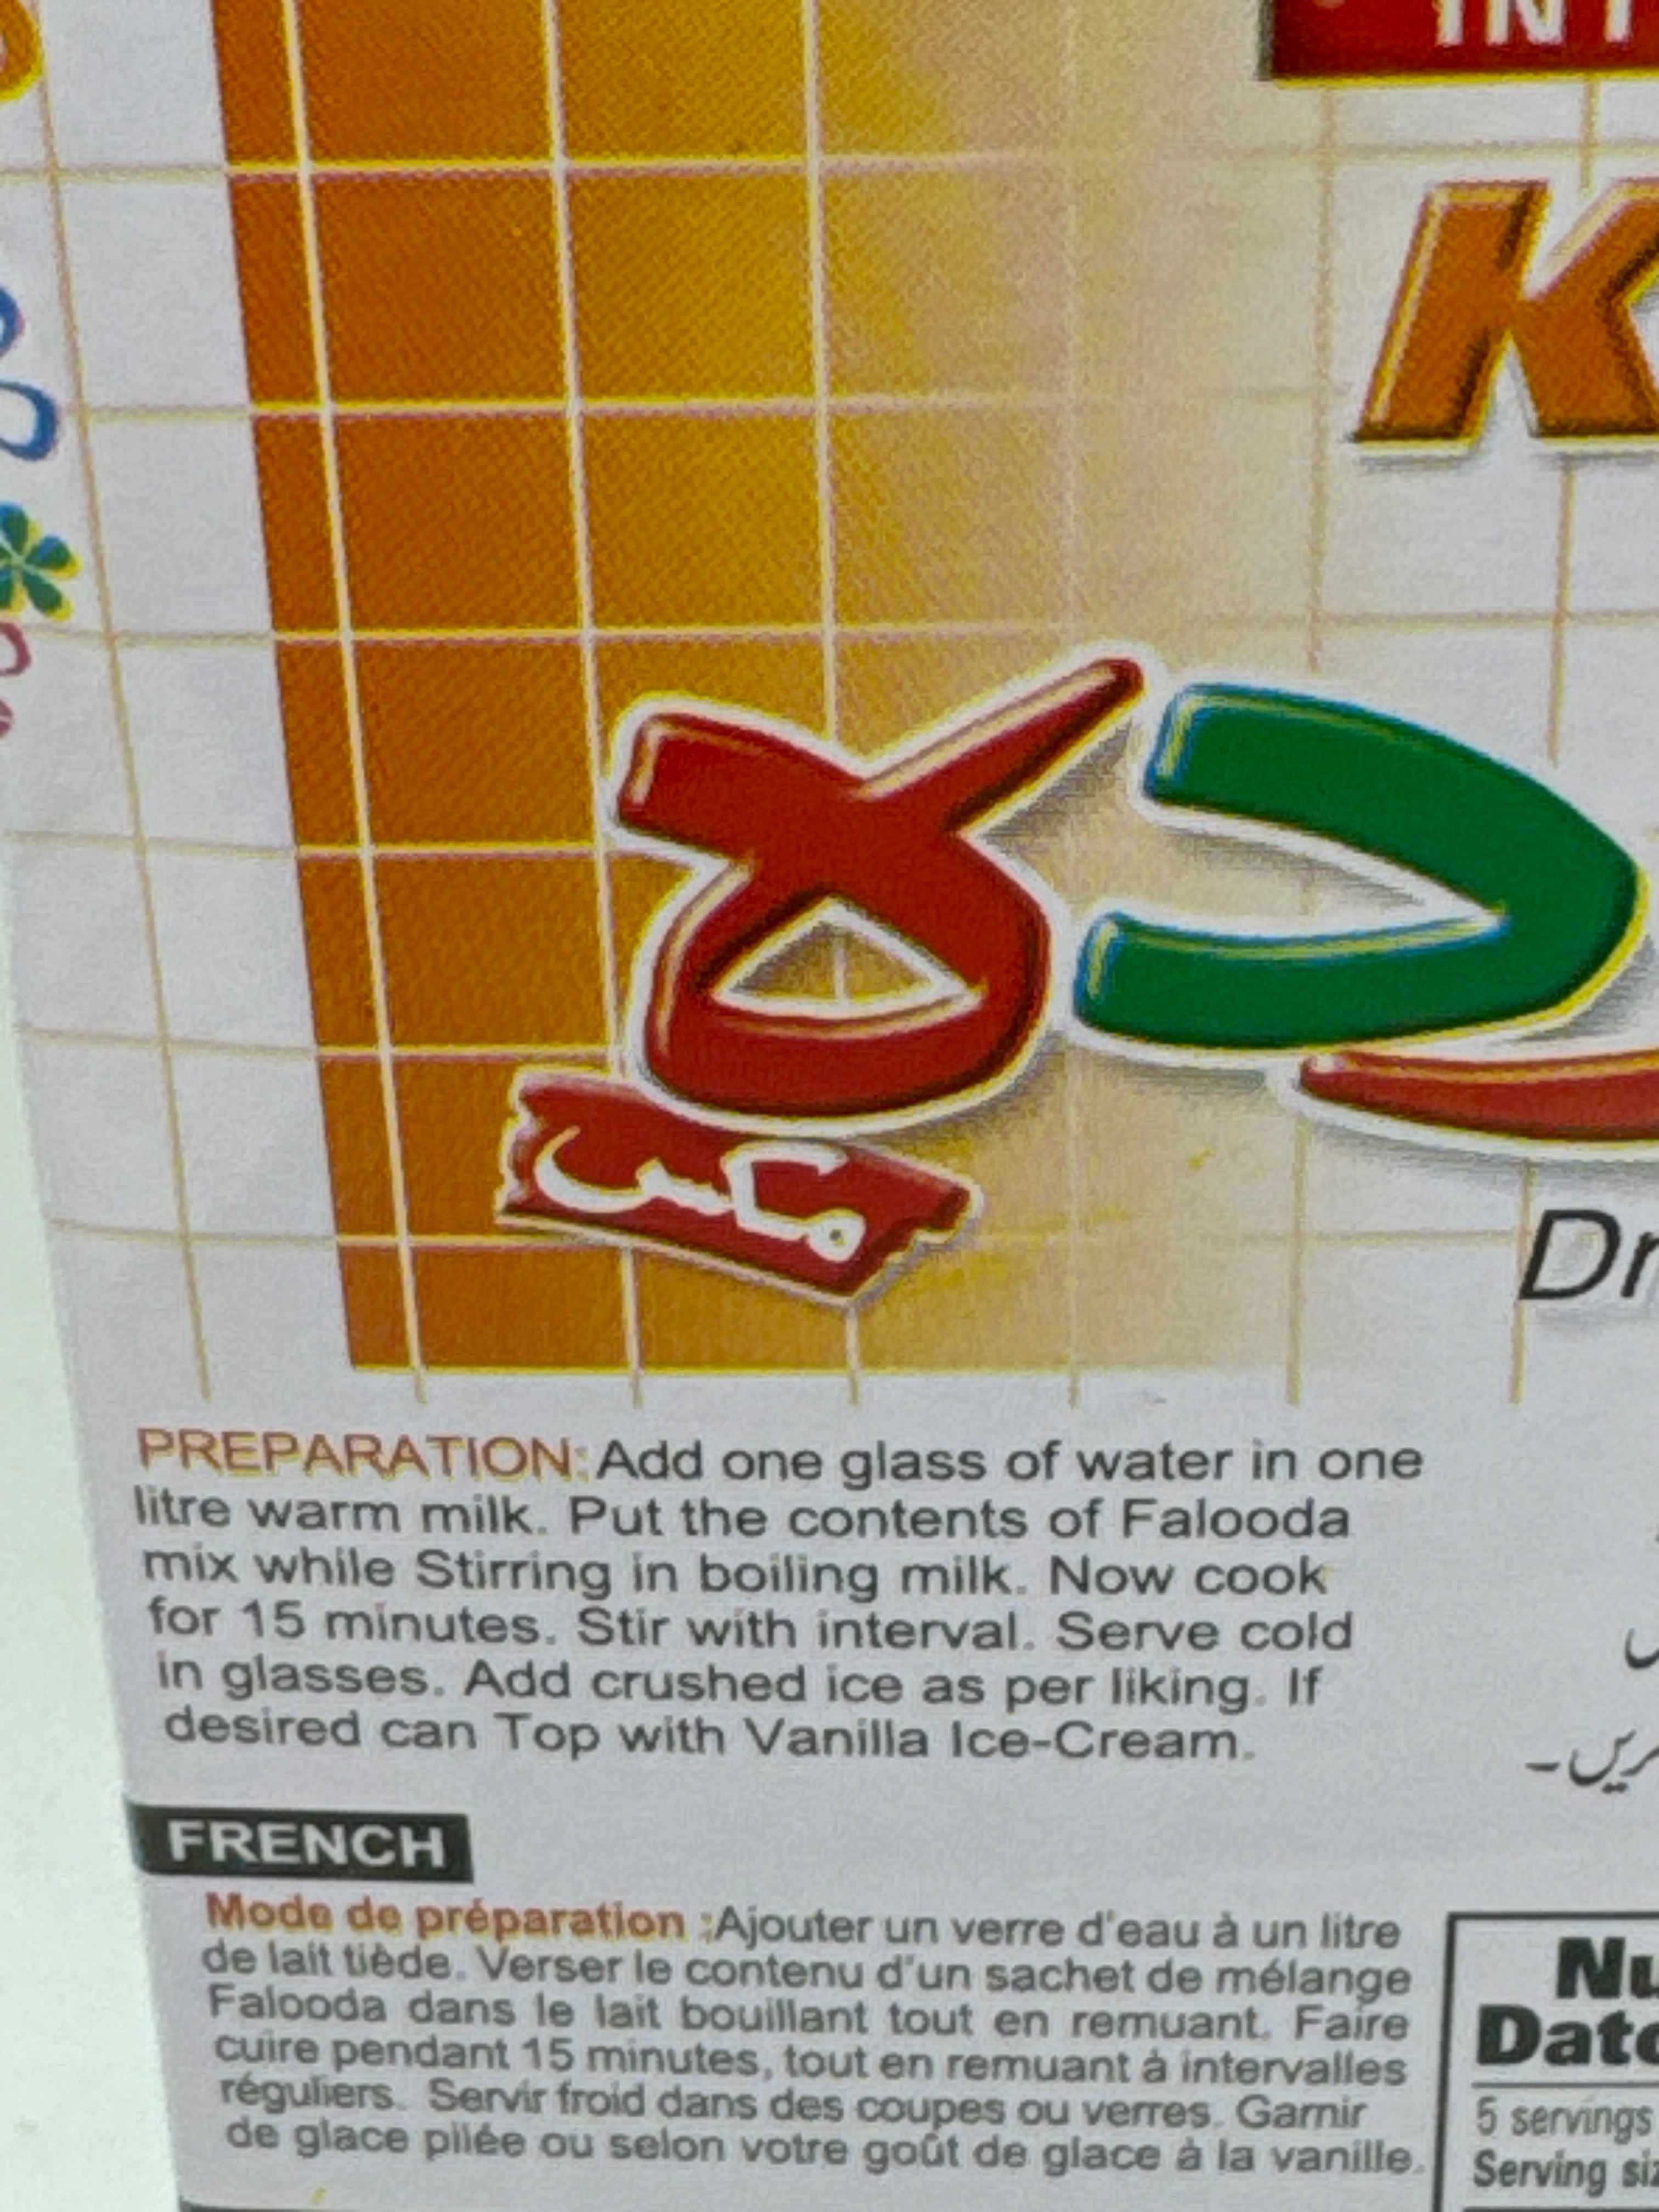 PREPARATION: Add one glass of water in one
litre warm milk. Put the contents of Falooda
mix while Stirring in boiling milk. Now cook
for 15 minutes. Stir with interval. Serve cold
in glasses. Add crushed ice as per liking. If
desired can Top with Vanilla Ice-Cream.
مکس
FRENCH
Mode de préparation :Ajouter un verre d'eau à un litre
de lait tiède. Verser le contenu d'un sachet de mélange
Falooda dans le lait bouillant tout en remuant. Faire
cuire pendant 15 minutes, tout en remuant à intervalles
réguliers. Servir froid dans des coupes ou verres. Garnir
de glace pilée ou selon votre goût de glace à la vanille.
5 servings
Serving